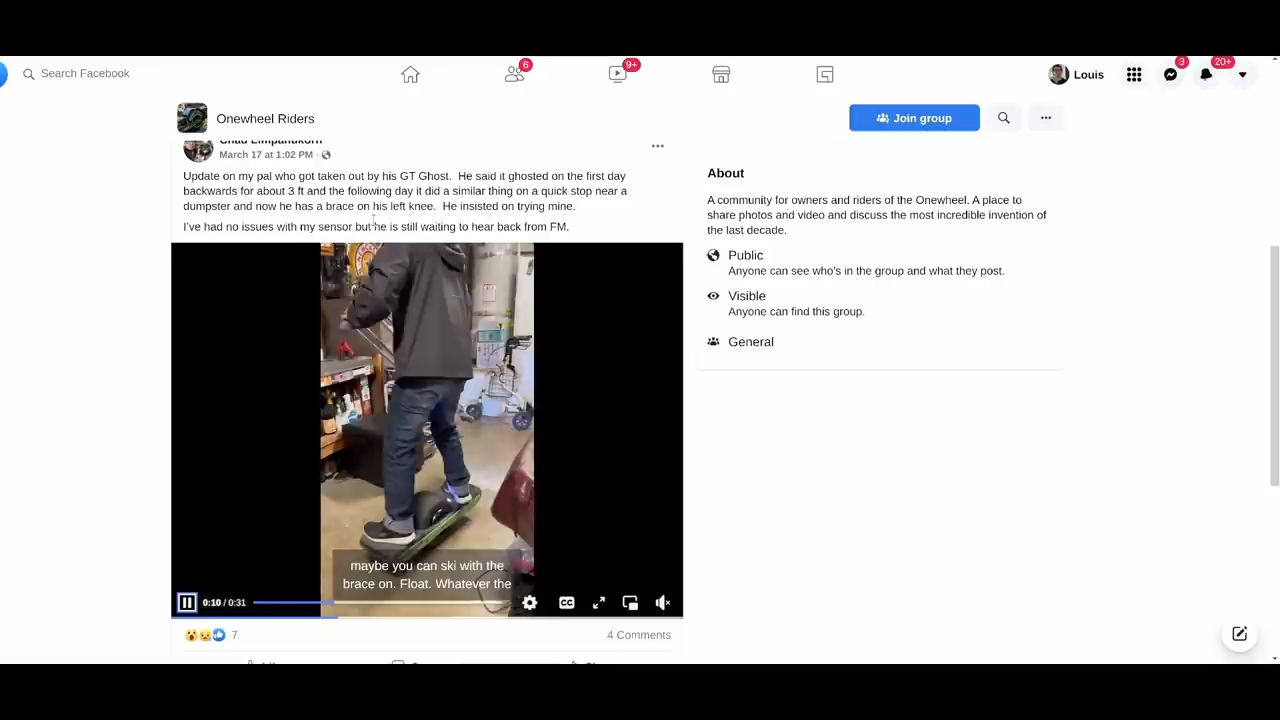 Search Facebook
6
9+
Louis
3
20+
Onewheel Riders
Join group
March 17 at 1:02 PM ·
Update on my pal who got taken out by his GT Ghost. He said it ghosted on the first day
backwards for about 3 ft and the following day it did a similar thing on a quick stop near a
dumpster and now he has a brace on his left knee. He insisted on trying mine.
I've had no issues with my sensor but he is still waiting to hear back from FM.
maybe you can ski with the
brace on. Float. Whatever the
0:10 / 0:31
CC
7
4 Comments
About
A community for owners and riders of the Onewheel. A place to
share photos and video and discuss the most incredible invention of
the last decade.
Public
Anyone can see who's in the group and what they post.
Visible
Anyone can find this group.
General